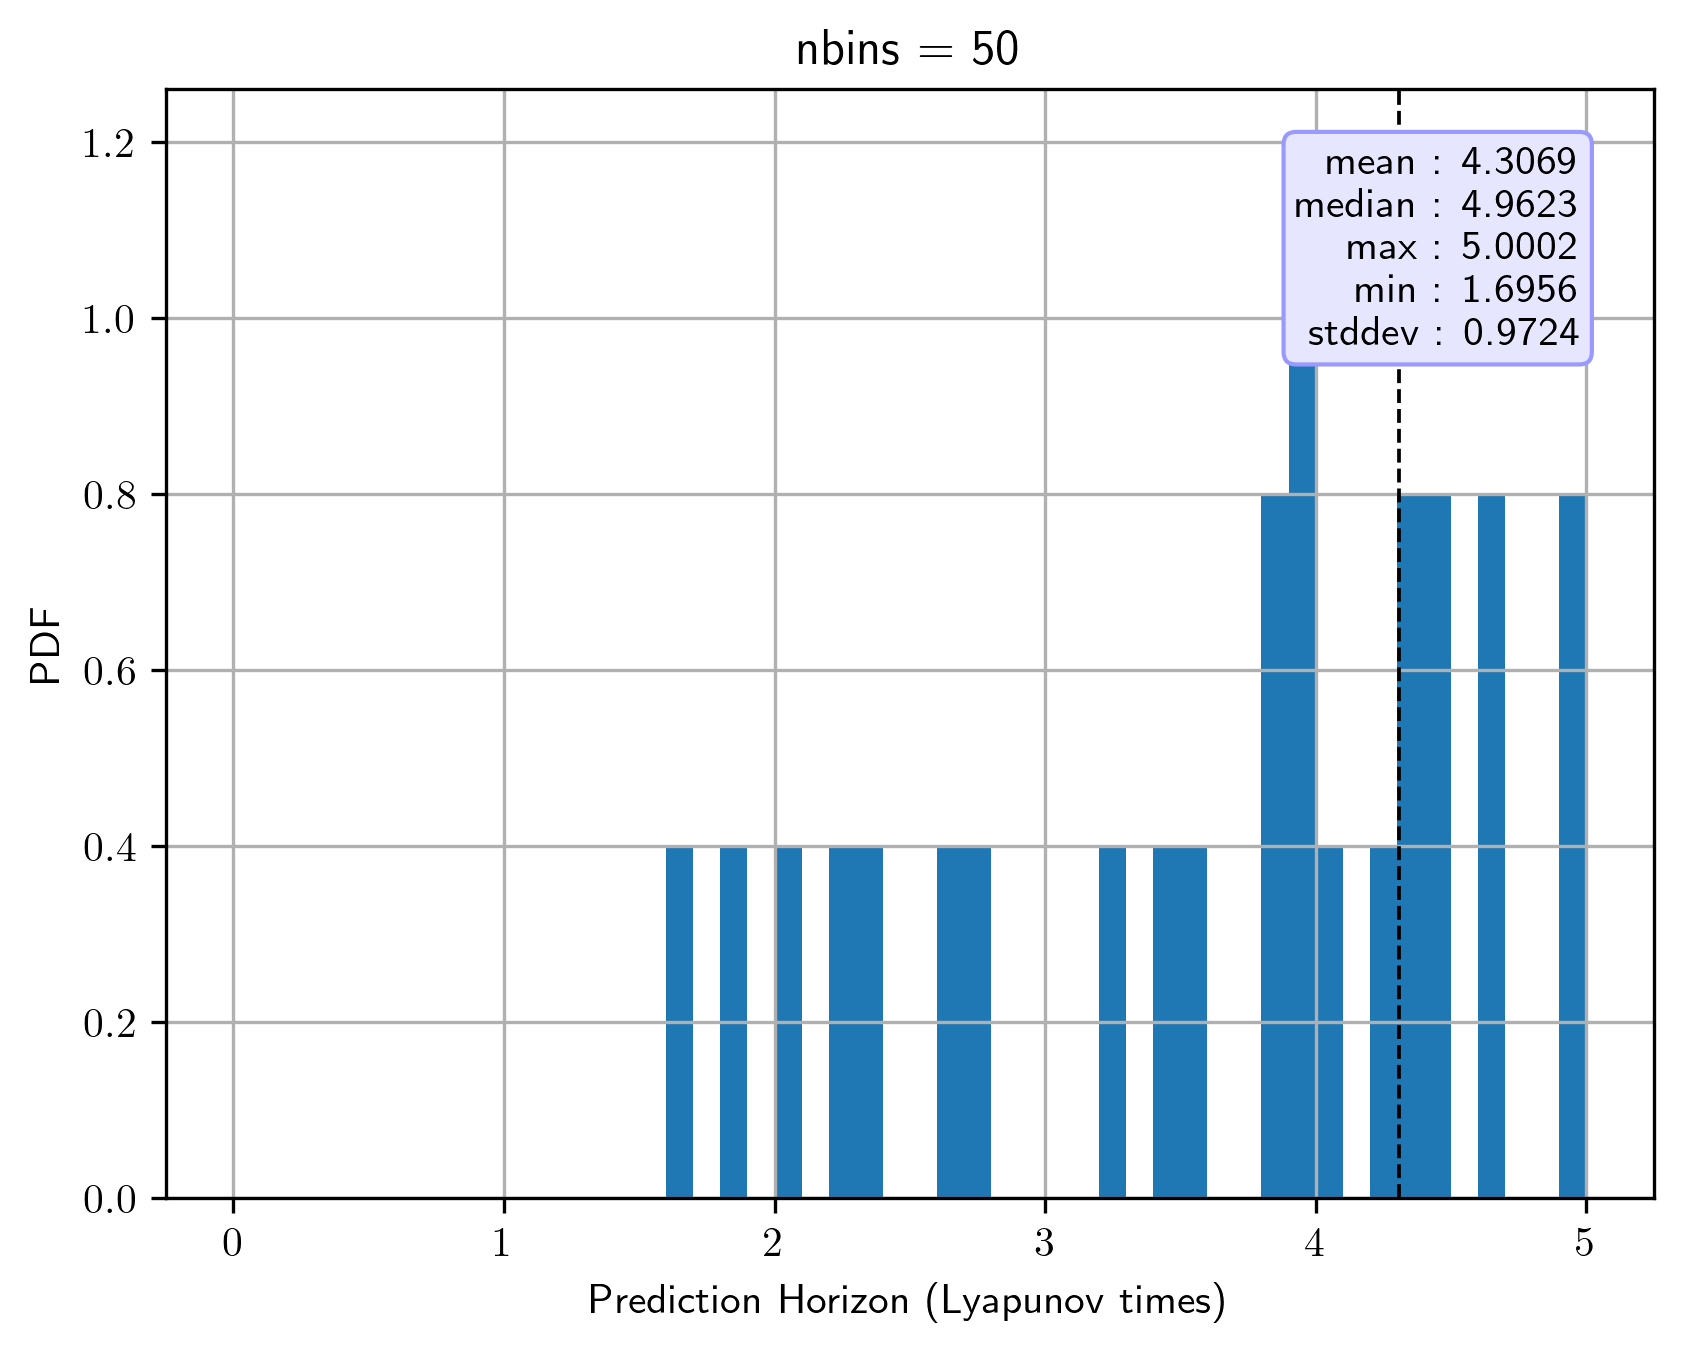 nbins = 50
1.2
1.0
0.8
0.6
0.4
0.2
0.0
PDF
mean : 4.3069
median : 4.9623
max : 5.0002
min : 1.6956
stddev : 0.9724
0 1 2 3 4 5
Prediction Horizon (Lyapunov times)